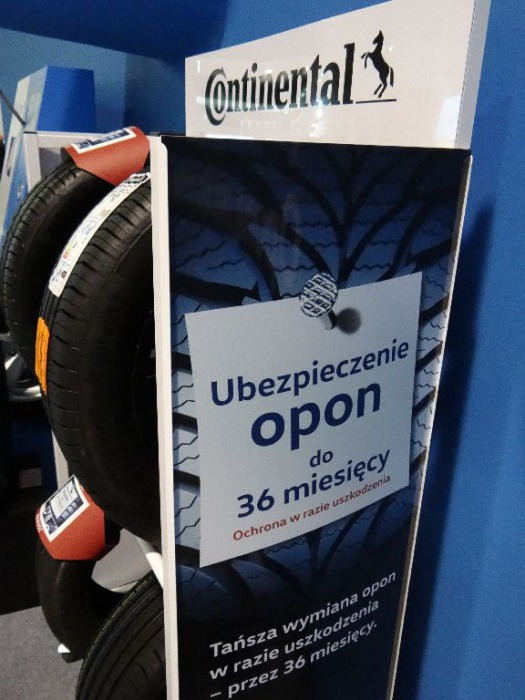 Continental
Ubezpieczenie
opon
do
36 miesięcy
Ochrona w razie uszkodzenia
Tańsza wymiana opon
w razie uszkodzenia
– przez 36 miesięcy.